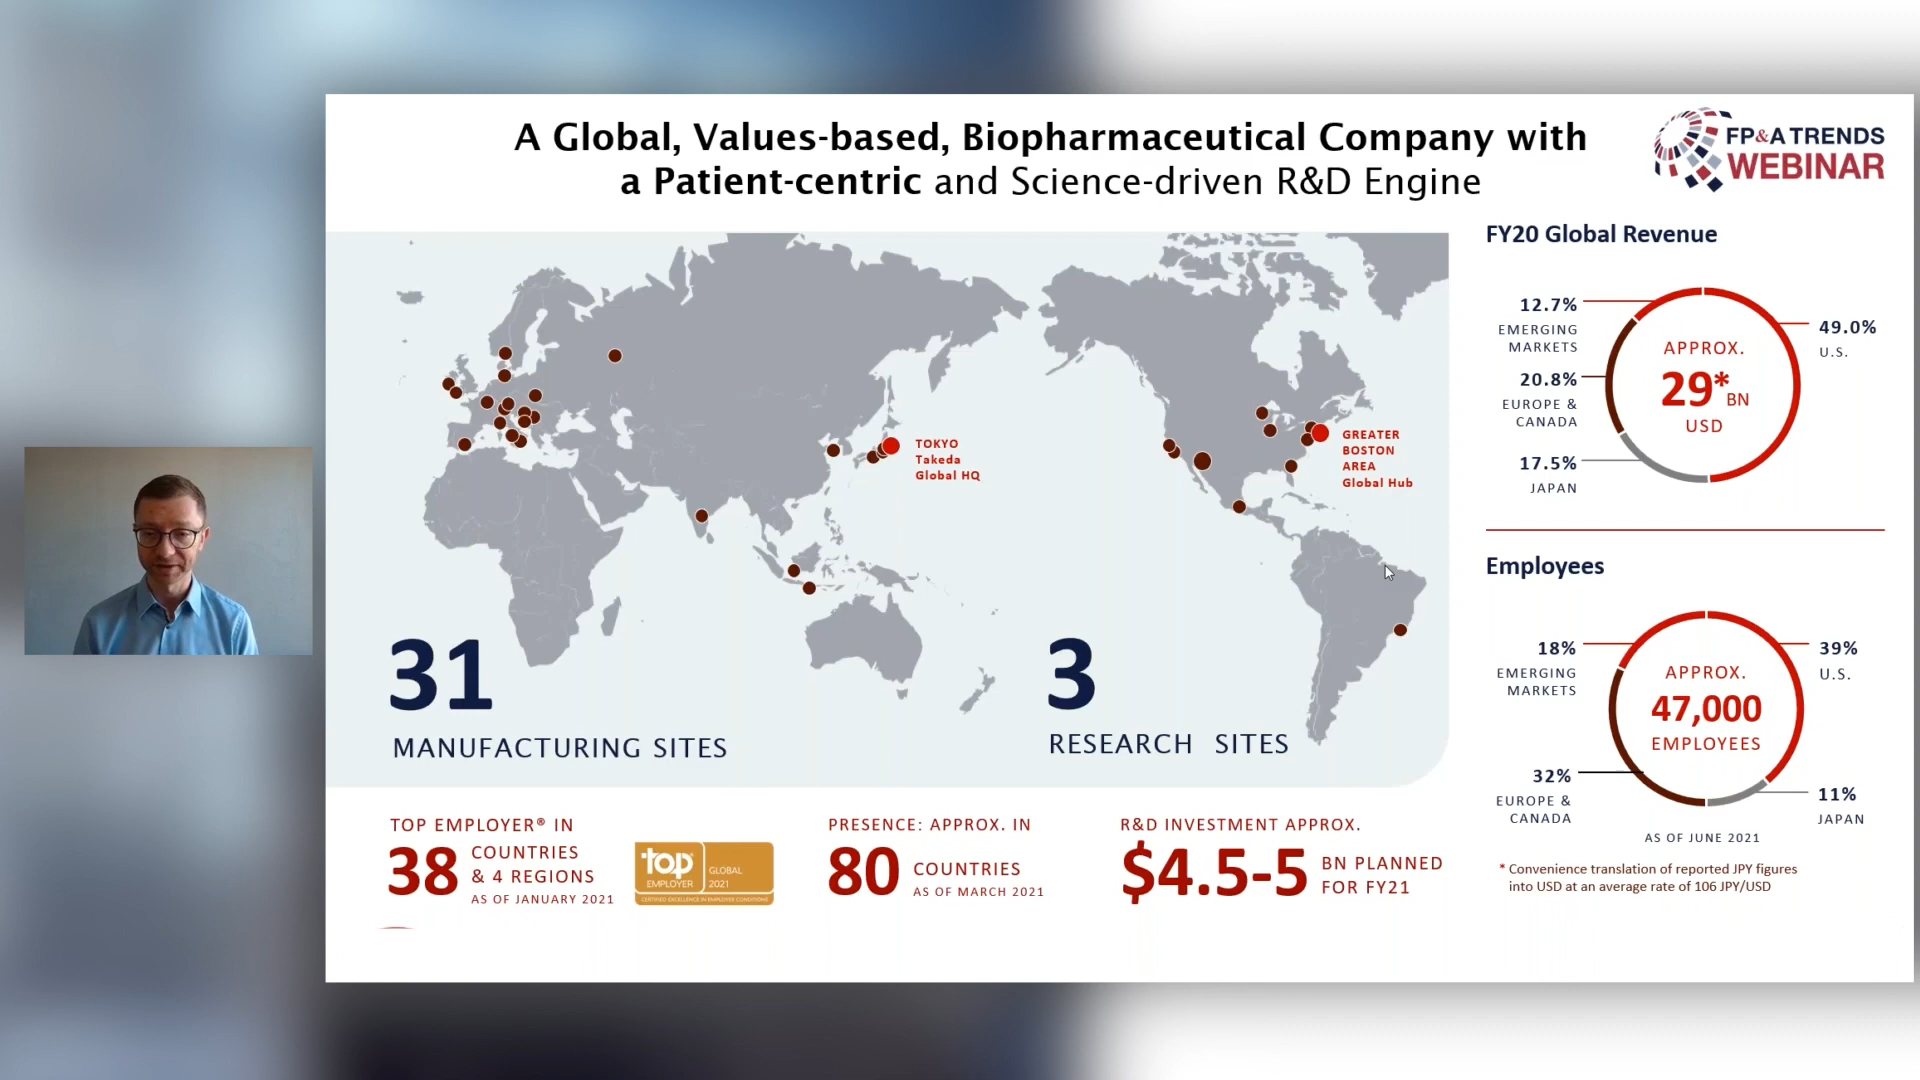 A Global, Values-based, Biopharmaceutical Company with
a Patient-centric and Science-driven R&D Engine
FP&A TRENDS
WEBINAR
TOKYO
Takeda
Global HQ
GREATER
BOSTON
AREA
Global Hub
31
MANUFACTURING SITES
3
RESEARCH SITES
FY20 Global Revenue
12.7%
EMERGING
MARKETS
20.8%
EUROPE &
CANADA
17.5%
JAPAN
APPROX.
29* BN
USD
49.0%
U.S.
Employees
18%
EMERGING
MARKETS
32%
EUROPE &
CANADA
APPROX.
47,000
EMPLOYEES
39%
U.S.
11%
JAPAN
AS OF JUNE 2021
* Convenience translation of reported JPY figures
into USD at an average rate of 106 JPY/USD
TOP EMPLOYER® IN
38 COUNTRIES
& 4 REGIONS
AS OF JANUARY 2021
top
EMPLOYER
GLOBAL
2021
CERTIFIED EXCELLENCE IN EMPLOYEE CONDITIONS
PRESENCE: APPROX. IN
80 COUNTRIES
AS OF MARCH 2021
R&D INVESTMENT APPROX.
$4.5-5 BN PLANNED
FOR FY21